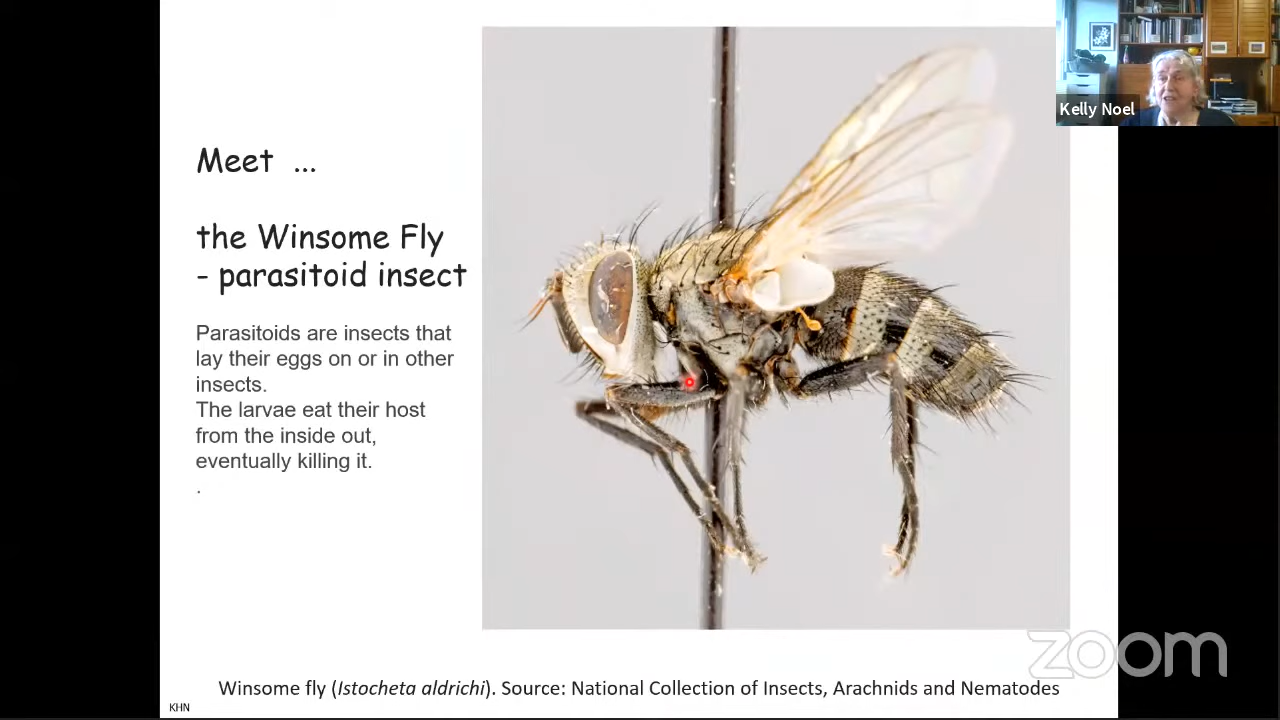 Meet ...
the Winsome Fly
- parasitoid insect
Parasitoids are insects that
lay their eggs on or in other
insects.
The larvae eat their host
from the inside out,
eventually killing it.
.
Kelly Noel
zoom
Winsome fly (Istocheta aldrichi). Source: National Collection of Insects, Arachnids and Nematodes
KHN